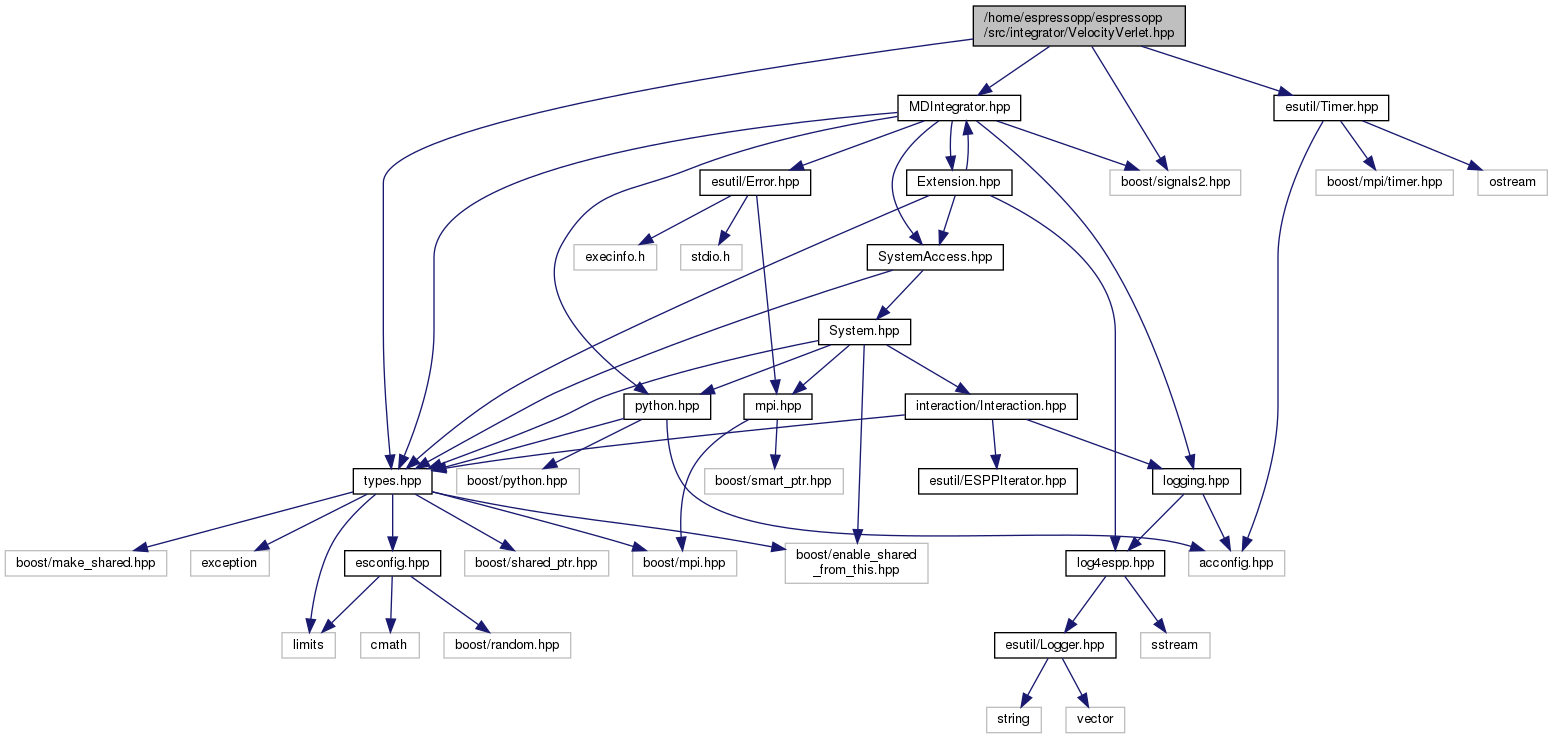 /home/espressopp/espressopp
/src/integrator/VelocityVerlet.hpp
MDIntegrator.hpp
esutil/Timer.hpp
esutil/Error.hpp
Extension.hpp
boost/signals2.hpp
boost/mpi/timer.hpp
ostream
execinfo.h
stdio.h
SystemAccess.hpp
System.hpp
python.hpp
mpi.hpp
interaction/Interaction.hpp
types.hpp
boost/python.hpp
boost/smart_ptr.hpp
esutil/ESPPIterator.hpp
logging.hpp
boost/make_shared.hpp
exception
esconfig.hpp
boost/shared_ptr.hpp
boost/mpi.hpp
boost/enable_shared
_from_this.hpp
log4espp.hpp
acconfig.hpp
limits
cmath
boost/random.hpp
esutil/Logger.hpp
sstream
string
vector